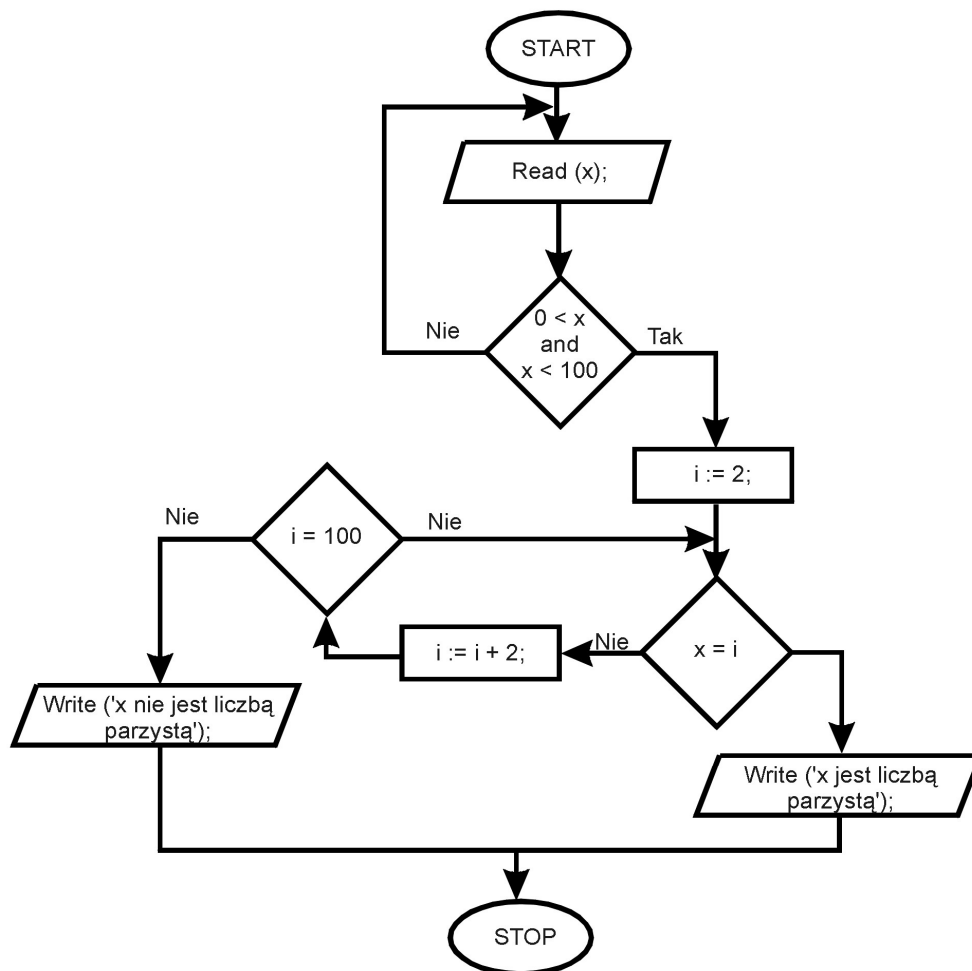 START
Read (x);
0 < x
and
x < 100
Nie
Tak
i := 2;
Nie
i = 100
Nie
x = i
Nie
i := i + 2;
Write ('x nie jest liczbą
parzystą');
Write ('x jest liczbą
parzystą');
STOP